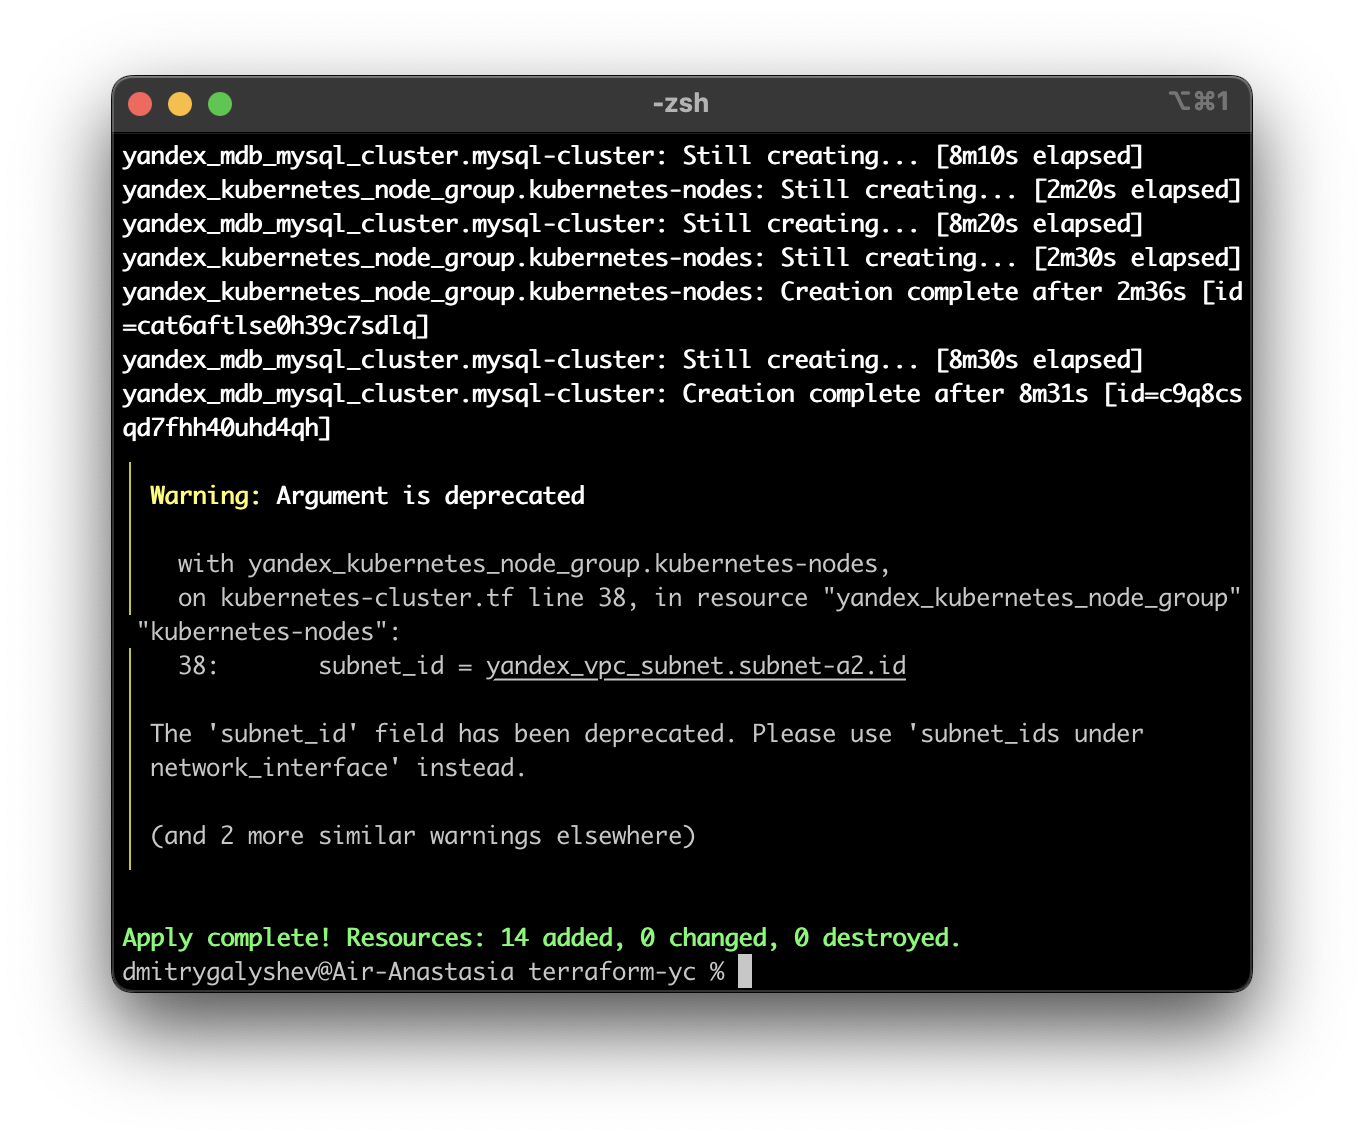 -zsh
⌥⌘1
yandex_mdb_mysql_cluster.mysql-cluster: Still creating... [8m10s elapsed]
yandex_kubernetes_node_group.kubernetes-nodes: Still creating... [2m20s elapsed]
yandex_mdb_mysql_cluster.mysql-cluster: Still creating... [8m20s elapsed]
yandex_kubernetes_node_group.kubernetes-nodes: Still creating... [2m30s elapsed]
yandex_kubernetes_node_group.kubernetes-nodes: Creation complete after 2m36s [id
=cat6aftlse0h39c7sdlq]
yandex_mdb_mysql_cluster.mysql-cluster: Still creating... [8m30s elapsed]
yandex_mdb_mysql_cluster.mysql-cluster: Creation complete after 8m31s [id=c9q8cs
qd7fhh40uhd4qh]
Warning: Argument is deprecated
with yandex_kubernetes_node_group.kubernetes-nodes,
on kubernetes-cluster.tf line 38, in resource "yandex_kubernetes_node_group"
"kubernetes-nodes":
38:       subnet_id = yandex_vpc_subnet.subnet-a2.id
The 'subnet_id' field has been deprecated. Please use 'subnet_ids under
network_interface' instead.
(and 2 more similar warnings elsewhere)
Apply complete! Resources: 14 added, 0 changed, 0 destroyed.
dmitrygalyshev@Air-Anastasia terraform-yc %